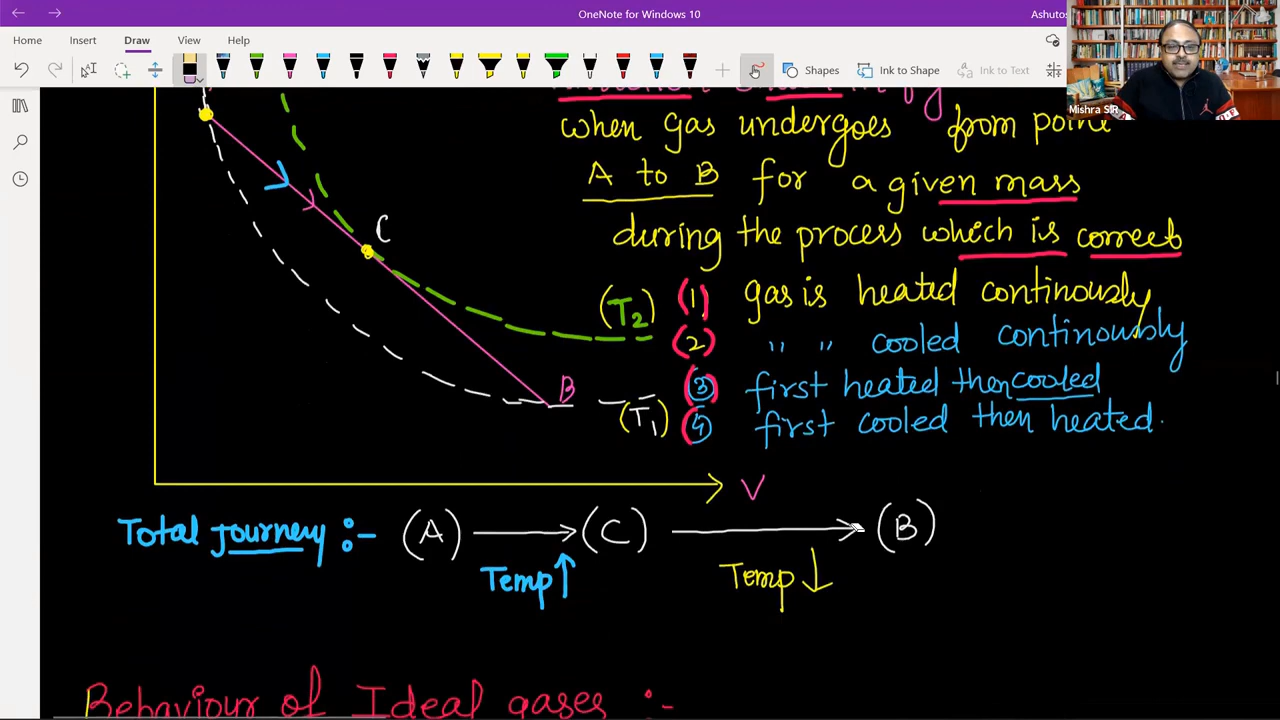 OneNote for Windows 10
Ashutos
Home Insert Draw View Help
Shapes Ink to Shape Ink to Text
Mishra SIR
when gas undergoes from point
A to B for a given mass
during the process which is correct
C
(T2) (1) gas is heated continously
(2) " " cooled continously
B (3) first heated then cooled
(T1) (4) first cooled then heated.
V
Total journey :- (A) → (C) → (B)
Temp ↑ Temp ↓
Behaviour of Ideal gases :-